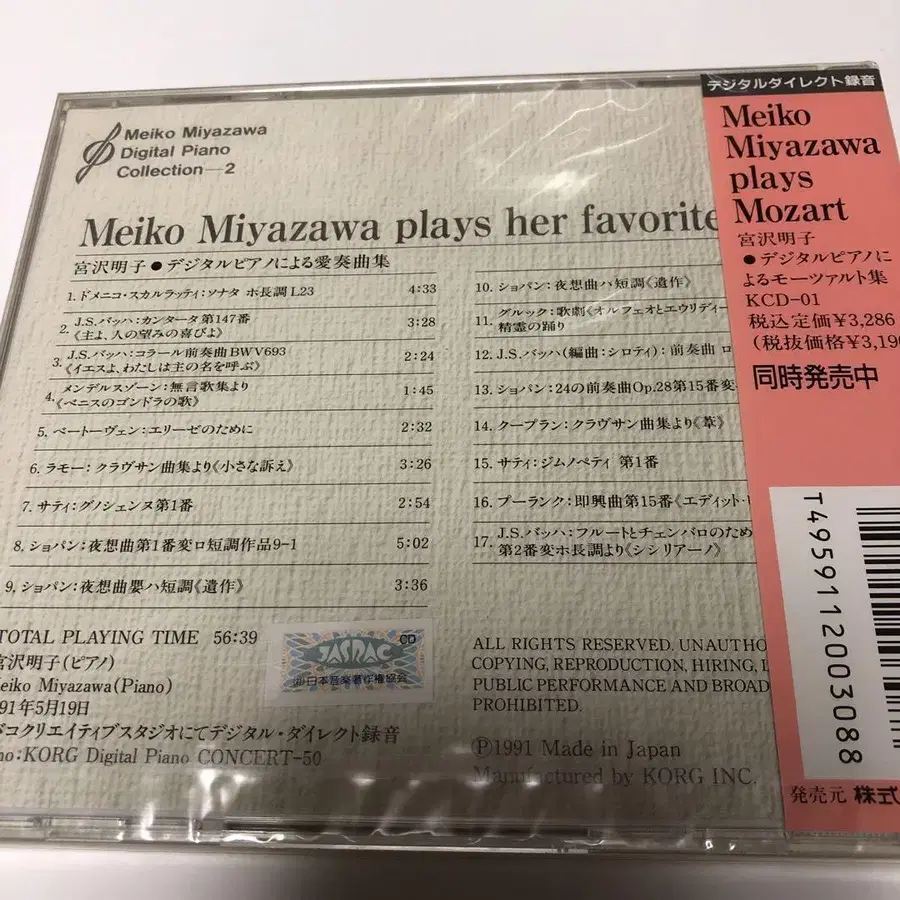 Meiko Miyazawa
Digital Piano
Collection—2
Meiko Miyazawa plays her favorite
宮沢明子●デジタルピアノによる愛奏曲集
1. ドメニコ・スカルラッティ：ソナタ ホ長調 L23 4:33
2. J.S.バッハ：カンタータ第147番
《主よ、人の望みの喜びよ》 3:28
3. J.S.バッハ：コラール前奏曲BWV693
《イエスよ、わたしは主の名を呼ぶ》 2:24
4. メンデルスゾーン：無言歌集より
《ベニスのゴンドラの歌》 1:45
5. ベートーヴェン：エリーゼのために 2:32
6. ラモー：クラヴサン曲集より《小さな訴え》 3:26
7. サティ：グノシェンヌ第1番 2:54
8. ショパン：夜想曲第1番変ロ短調作品9-1 5:02
9. ショパン：夜想曲嬰ハ短調《遺作》 3:36
10. ショパン：夜想曲ハ短調《遺作》
11. グルック：歌劇《オルフェオとエウリディー
精霊の踊り
12. J.S.バッハ（編曲：シロティ）：前奏曲 ロ
13. ショパン：24の前奏曲Op.28第15番変
14. クープラン：クラヴサン曲集より《葦》
15. サティ：ジムノペティ 第1番
16. プーランク：即興曲第15番《エディット・
17. J.S.バッハ：フルートとチェンバロのため
第2番変ホ長調より《シシリアーノ》
TOTAL PLAYING TIME 56:39
宮沢明子（ピアノ）
Meiko Miyazawa(Piano)
91年5月19日
コクリエイティブスタジオにてデジタル・ダイレクト録音
no:KORG Digital Piano CONCERT-50
JASRAC
CD
日本音楽著作権協会
ALL RIGHTS RESERVED. UNAUTHO
COPYING, REPRODUCTION, HIRING, L
PUBLIC PERFORMANCE AND BROAD
PROHIBITED.
Ⓟ1991 Made in Japan
Manufactured by KORG INC.
デジタルダイレクト録音
Meiko
Miyazawa
plays
Mozart
宮沢明子
●デジタルピアノに
よるモーツァルト集
KCD-01
税込定価¥3,286
（税抜価格¥3,190
同時発売中
T4959112003088
発売元 株式